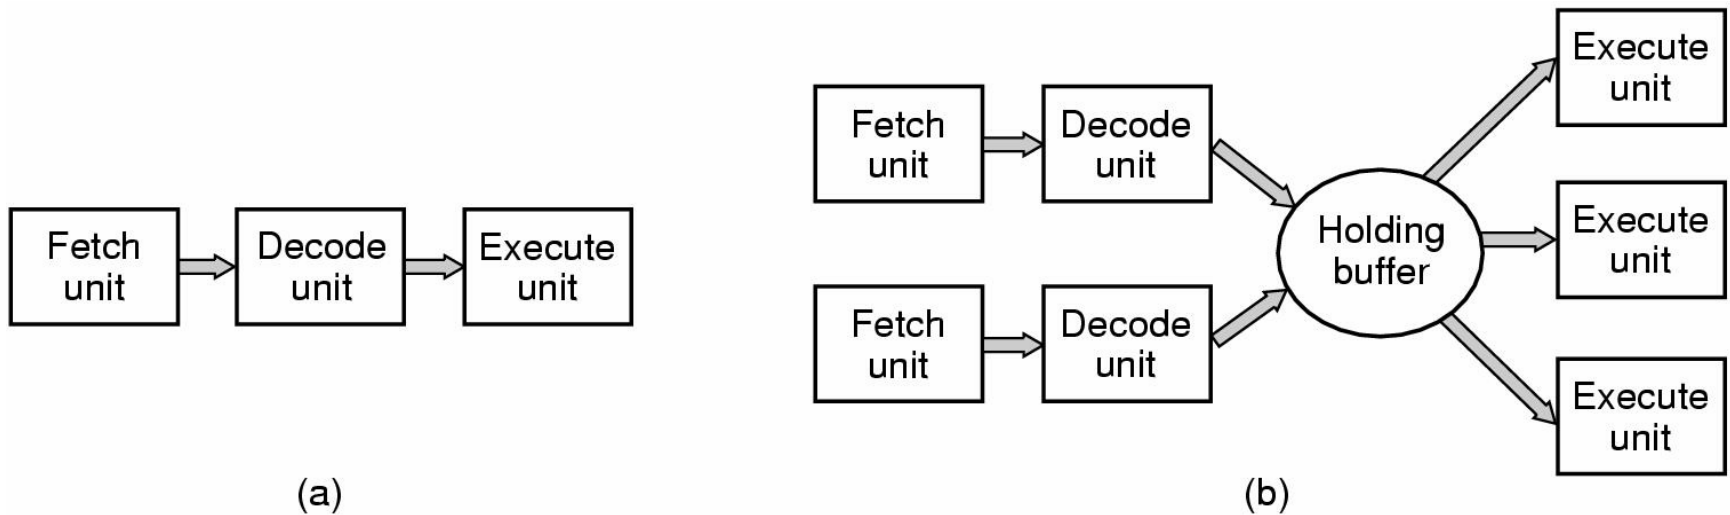 Fetch
unit
Decode
unit
Execute
unit
(a)
Fetch
unit
Decode
unit
Fetch
unit
Decode
unit
Holding
buffer
Execute
unit
Execute
unit
Execute
unit
(b)